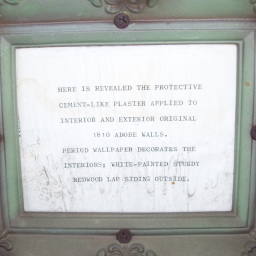 HERE IS REVEALED THE PROTECTIVE
CEMENT-LIKE PLASTER APPLIED TO
INTERIOR AND EXTERIOR ORIGINAL
1810 ADOBE WALLS.
PERIOD WALLPAPER DECORATES THE
INTERIORS; WHITE-PAINTED STURDY
REDWOOD LAP SIDING OUTSIDE.